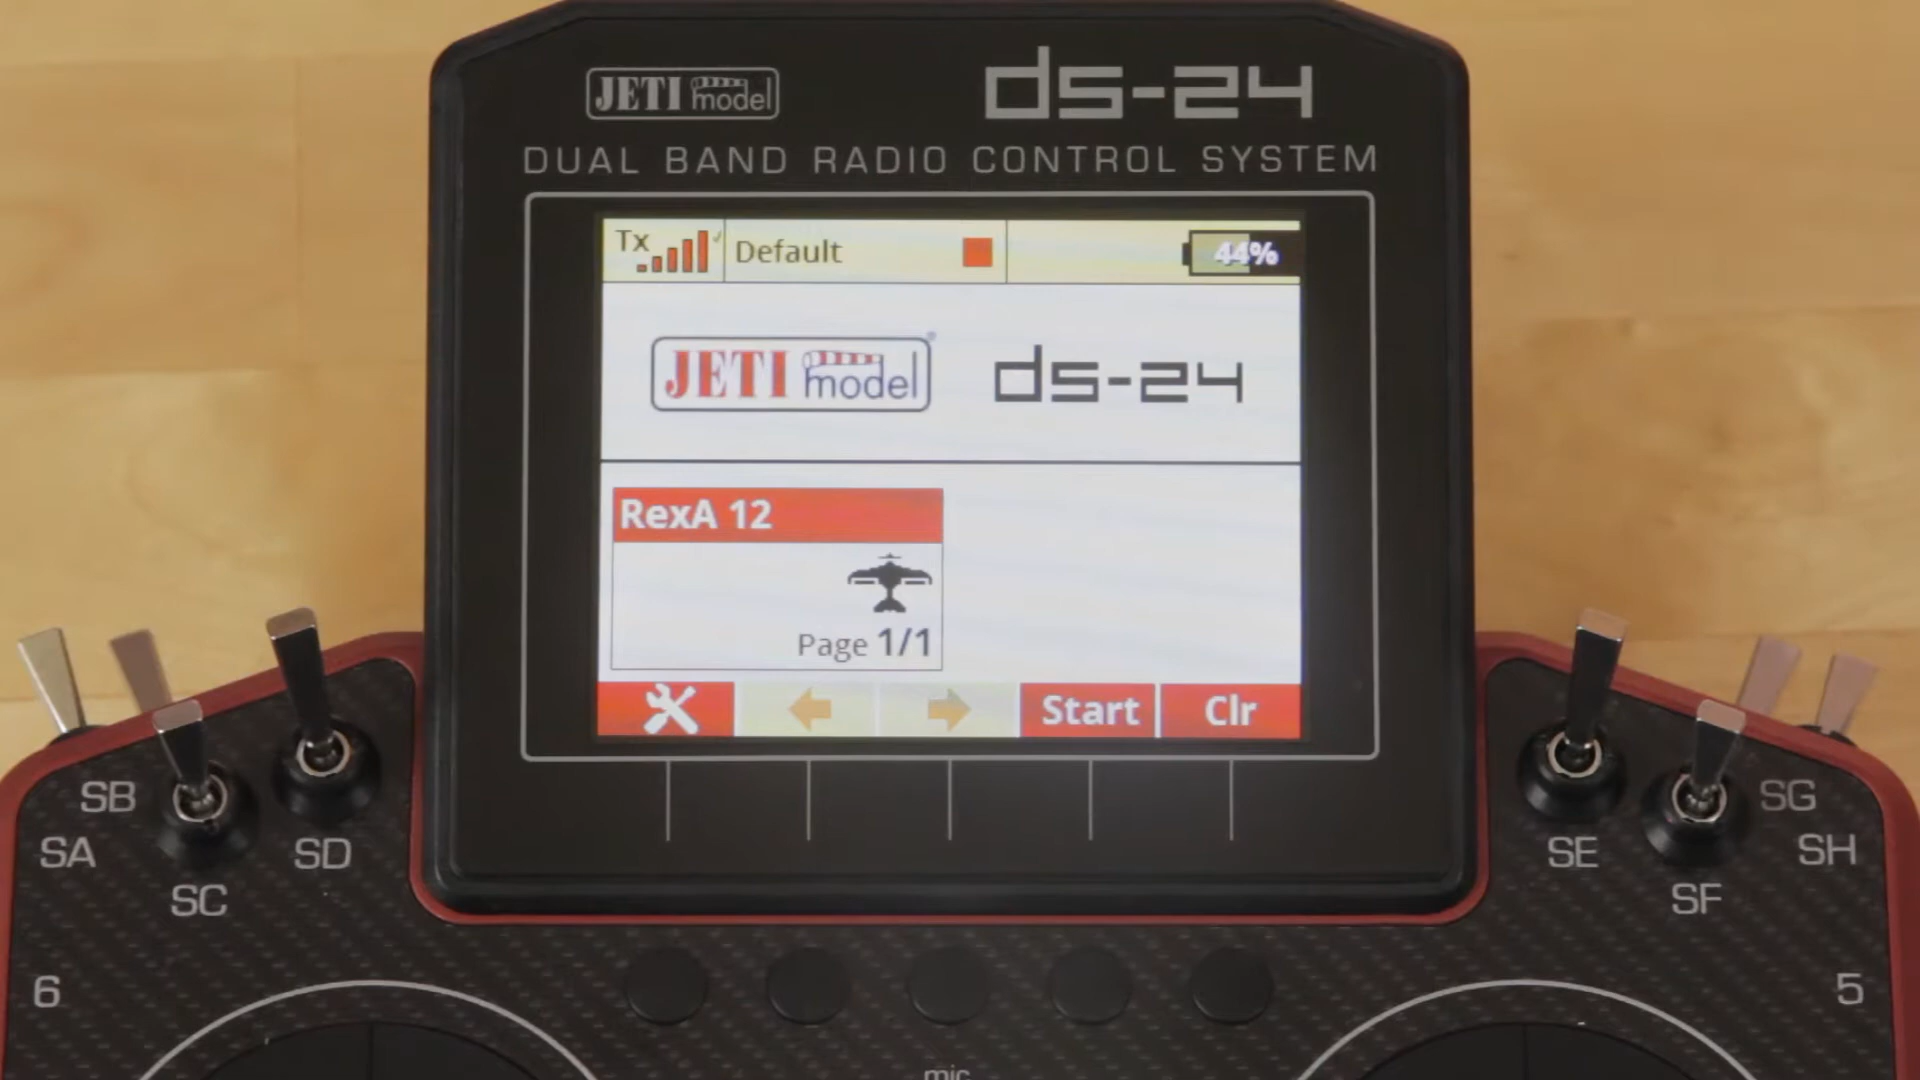 JETI model
ds-24
DUAL BAND RADIO CONTROL SYSTEM
Tx
Default
44%
JETI model
ds-24
RexA 12
Page 1/1
Start
Clr
SB
SA
SC
SD
SE
SF
SG
SH
6
5
mic